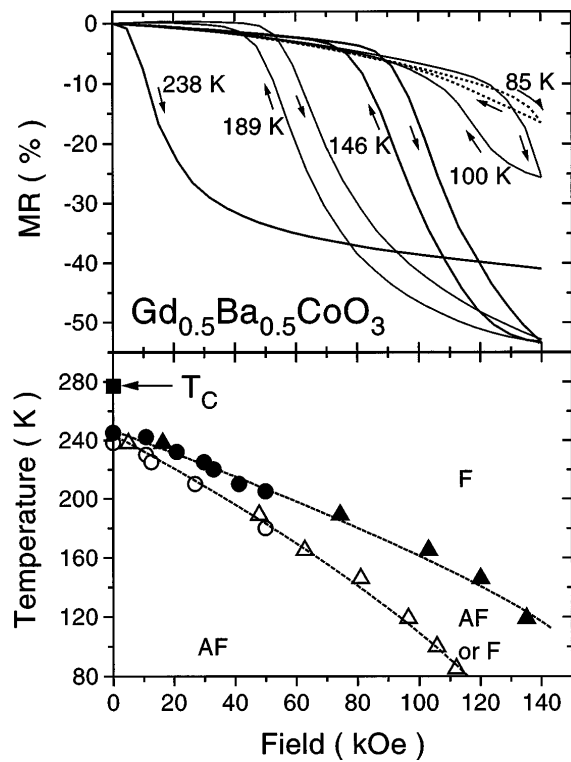 0
-10
-20
-30
-40
-50
MR ( % )
238 K
189 K
146 K
100 K
85 K
Gd0.5Ba0.5CoO3
280
240
200
160
120
80
Temperature ( K )
TC
F
AF
AF
or F
0 20 40 60 80 100 120 140
Field ( kOe )